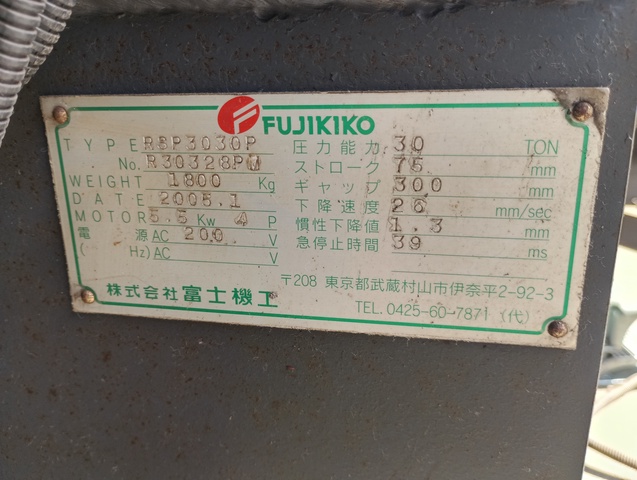 FUJIKIKO
TYPE RBP3030P
No. R30328PW
WEIGHT 1800 Kg
DATE 2005.1
MOTOR 5.5 Kw 4 P
電 源 AC 200 V
( Hz) AC V
圧力能力 30 TON
ストローク 75 mm
ギャップ 300 mm
下降速度 26 mm/sec
慣性下降値 1.3 mm
急停止時間 39 ms
株式会社 富士機工
〒208 東京都武蔵村山市伊奈平2-92-3
TEL. 0425-60-7871 (代)